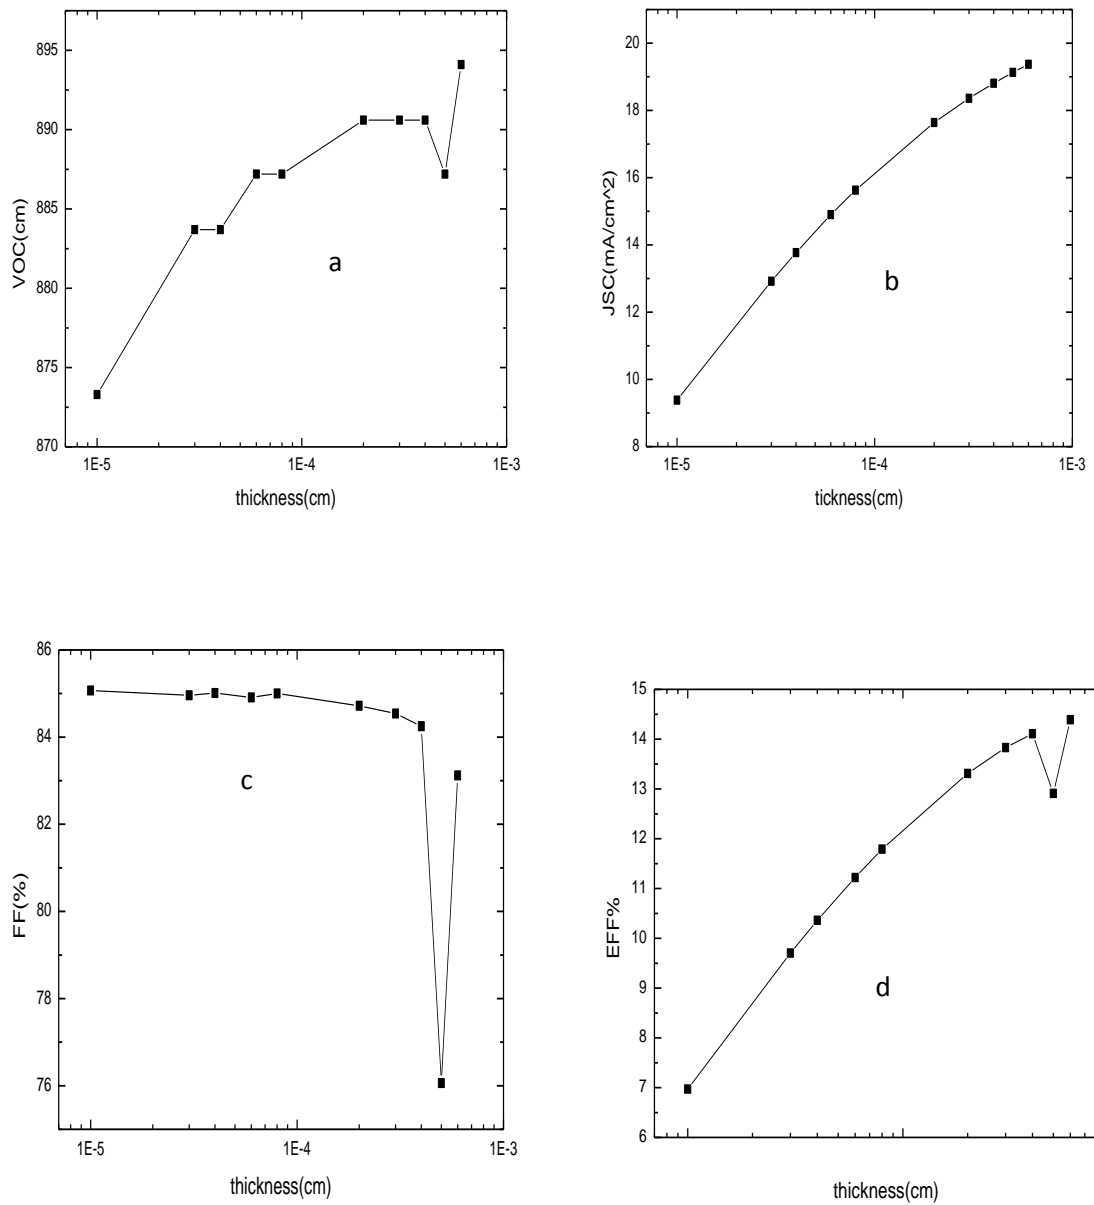 895
890
885
880
875
870
VOC(cm)
a
1E-5
1E-4
1E-3
thickness(cm)
20
18
16
14
12
10
8
JSC(mA/cm^2)
b
1E-5
1E-4
1E-3
tickness(cm)
86
84
82
80
78
76
FF(%)
c
1E-5
1E-4
1E-3
thickness(cm)
15
14
13
12
11
10
9
8
7
6
EFF%
d
thickness(cm)